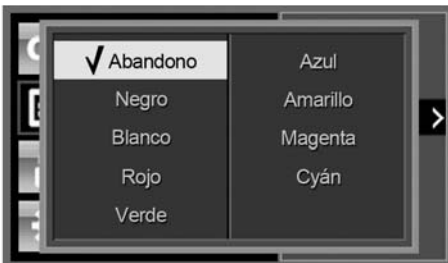 √ Abandono
Negro
Blanco
Rojo
Verde
Azul
Amarillo
Magenta
Cyán